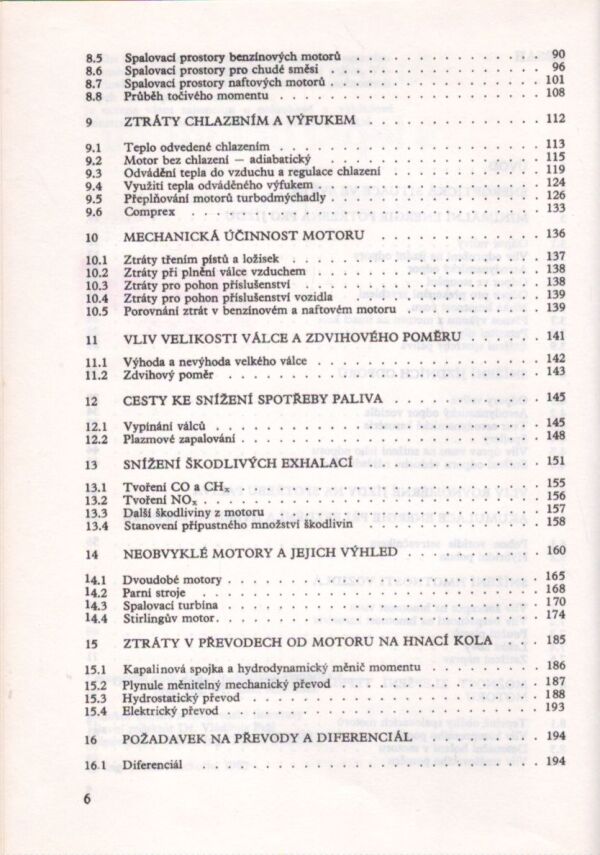 8.5 Spalovací prostory benzínových motorů . . . . . . . . . . . . 90
8.6 Spalovací prostory pro chudé směsi . . . . . . . . . . . . . 96
8.7 Spalovací prostory naftových motorů . . . . . . . . . . . . 101
8.8 Průběh točivého momentu . . . . . . . . . . . . . . . . 108
9 ZTRÁTY CHLAZENÍM A VÝFUKEM . . . . . . . . . . 112
9.1 Teplo odvedené chlazením . . . . . . . . . . . . . . . . 113
9.2 Motor bez chlazení — adiabatický . . . . . . . . . . . . . 115
9.3 Odvádění tepla do vzduchu a regulace chlazení . . . . . . . . . 119
9.4 Využití tepla odváděného výfukem . . . . . . . . . . . . . 124
9.5 Přeplňování motorů turbodmýchadly . . . . . . . . . . . . 126
9.6 Comprex . . . . . . . . . . . . . . . . . . . . . 133
10 MECHANICKÁ ÚČINNOST MOTORU . . . . . . . . . . 136
10.1 Ztráty třením pístů a ložisek . . . . . . . . . . . . . . . 137
10.2 Ztráty při plnění válce vzduchem . . . . . . . . . . . . . 138
10.3 Ztráty pro pohon příslušenství . . . . . . . . . . . . . . 138
10.4 Ztráty pro pohon příslušenství vozidla . . . . . . . . . . . . 139
10.5 Porovnání ztrát v benzínovém a naftovém motoru . . . . . . . . 139
11 VLIV VELIKOSTI VÁLCE A ZDVIHOVÉHO POMĚRU . . . . . 141
11.1 Výhoda a nevýhoda velkého válce . . . . . . . . . . . . . 142
11.2 Zdvihový poměr . . . . . . . . . . . . . . . . . . . 143
12 CESTY KE SNÍŽENÍ SPOTŘEBY PALIVA . . . . . . . . . 145
12.1 Vypínání válců . . . . . . . . . . . . . . . . . . . 145
12.2 Plazmové zapalování . . . . . . . . . . . . . . . . . . 148
13 SNÍŽENÍ ŠKODLIVÝCH EXHALACÍ . . . . . . . . . . . 151
13.1 Tvoření CO a CHₓ . . . . . . . . . . . . . . . . . . 155
13.2 Tvoření NOₓ . . . . . . . . . . . . . . . . . . . . 156
13.3 Další škodliviny z motoru . . . . . . . . . . . . . . . . 157
13.4 Stanovení přípustného množství škodlivin . . . . . . . . . . . 158
14 NEOBVYKLÉ MOTORY A JEJICH VÝHLED . . . . . . . . 160
14.1 Dvoudobé motory . . . . . . . . . . . . . . . . . . . 165
14.2 Parní stroje . . . . . . . . . . . . . . . . . . . . . 168
14.3 Spalovací turbína . . . . . . . . . . . . . . . . . . . 170
14.4 Stirlingův motor . . . . . . . . . . . . . . . . . . . . 174
15 ZTRÁTY V PŘEVODECH OD MOTORU NA HNACÍ KOLA . . . 185
15.1 Kapalinová spojka a hydrodynamický měnič momentu . . . . . . . 186
15.2 Plynule měnitelný mechanický převod . . . . . . . . . . . . 187
15.3 Hydrostatický převod . . . . . . . . . . . . . . . . . 188
15.4 Elektrický převod . . . . . . . . . . . . . . . . . . . 193
16 POŽADAVEK NA PŘEVODY A DIFERENCIÁL . . . . . . . 194
16.1 Diferenciál . . . . . . . . . . . . . . . . . . . . . 194
6